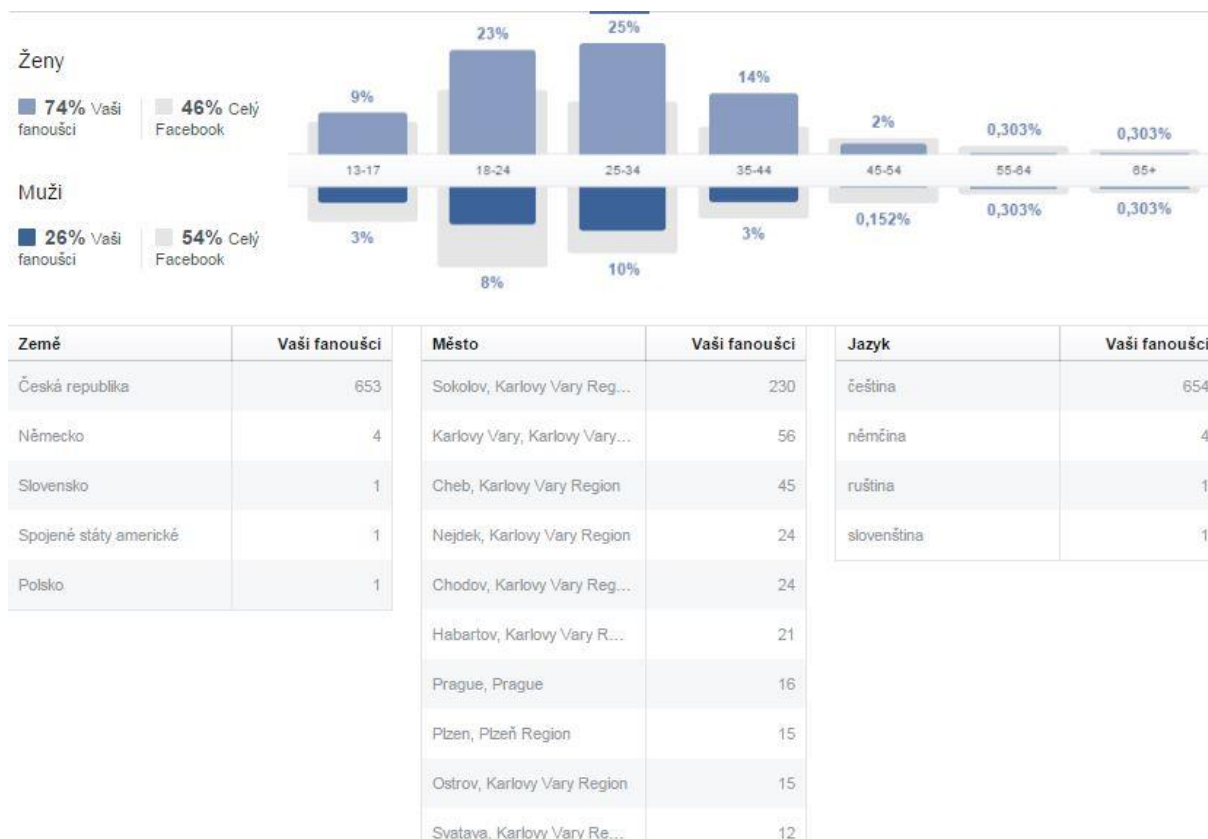 23%
25%
Ženy
14%
9%
74% Vaši fanoušci
46% Celý Facebook
2%
0,303%
0,303%
13-17
18-24
25-34
35-44
45-54
55-64
65+
Muži
0,152%
0,303%
0,303%
26% Vaši fanoušci
54% Celý Facebook
3%
3%
10%
8%
Země Vaši fanoušci
Česká republika 653
Německo 4
Slovensko 1
Spojené státy americké 1
Polsko 1
Město Vaši fanoušci
Sokolov, Karlovy Vary Reg... 230
Karlovy Vary, Karlovy Vary... 56
Cheb, Karlovy Vary Region 45
Nejdek, Karlovy Vary Region 24
Chodov, Karlovy Vary Reg... 24
Habartov, Karlovy Vary R... 21
Prague, Prague 16
Plzen, Plzeň Region 15
Ostrov, Karlovy Vary Region 15
Svatava, Karlovy Vary Re... 12
Jazyk Vaši fanoušci
čeština 654
němčina 4
ruština 1
slovenština 1